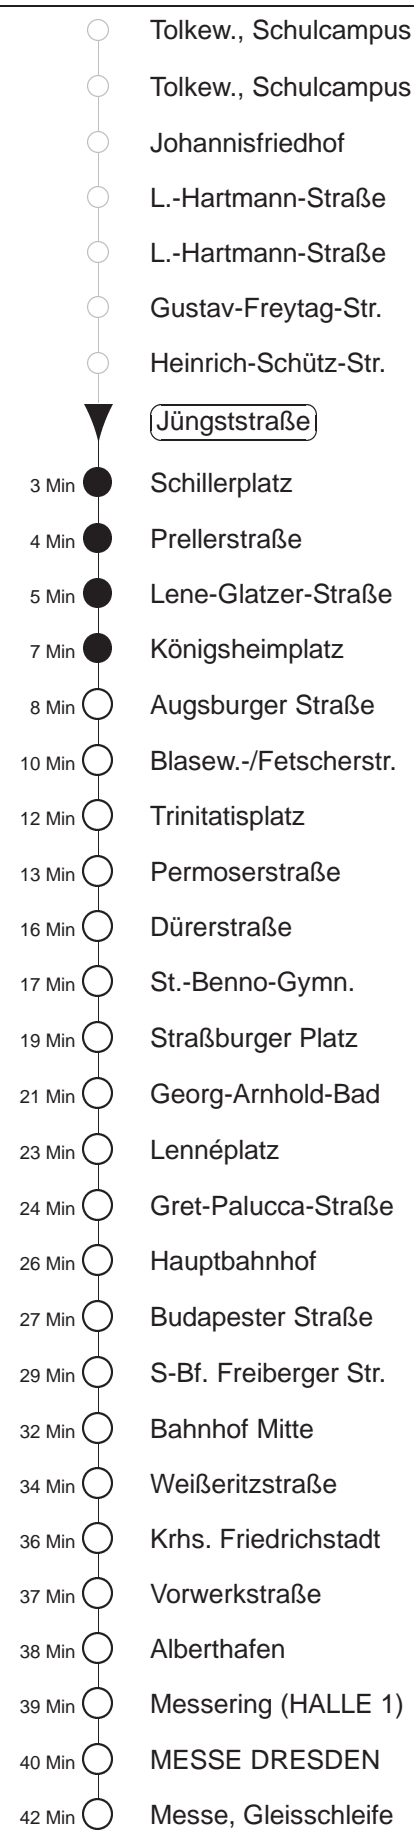 Tolkew., Schulcampus
Tolkew., Schulcampus
Johannisfriedhof
L.-Hartmann-Straße
L.-Hartmann-Straße
Gustav-Freytag-Str.
Heinrich-Schütz-Str.
Jüngststraße
3 Min Schillerplatz
4 Min Prellerstraße
5 Min Lene-Glatzer-Straße
7 Min Königsheimplatz
8 Min Augsburger Straße
10 Min Blasew.-/Fetscherstr.
12 Min Trinitatisplatz
13 Min Permoserstraße
16 Min Dürerstraße
17 Min St.-Benno-Gymn.
19 Min Straßburger Platz
21 Min Georg-Arnhold-Bad
23 Min Lennéplatz
24 Min Gret-Palucca-Straße
26 Min Hauptbahnhof
27 Min Budapester Straße
29 Min S-Bf. Freiberger Str.
32 Min Bahnhof Mitte
34 Min Weißeritzstraße
36 Min Krhs. Friedrichstadt
37 Min Vorwerkstraße
38 Min Alberthafen
39 Min Messering (HALLE 1)
40 Min MESSE DRESDEN
42 Min Messe, Gleisschleife